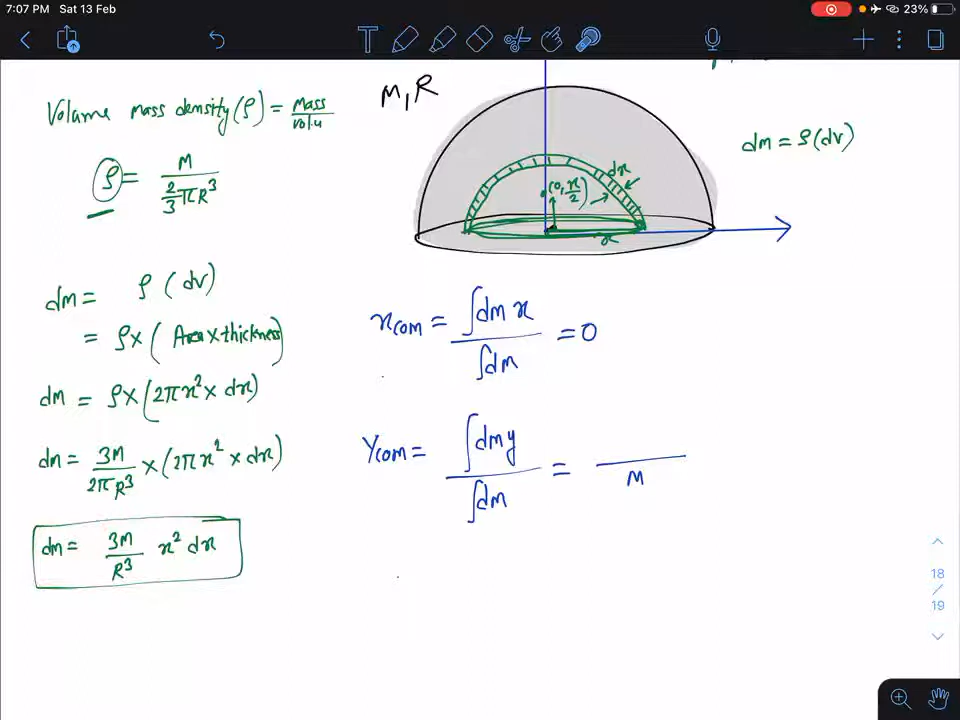 7:07 PM Sat 13 Feb
23%
T
M, R
Volume mass density (ρ) = Mass / Volu
ρ = M / (2/3 πR³)
dm = ρ(dv)
dx
(0, x/2)
x
dm = ρ (dv)
= ρ × (Area × thickness)
dm = ρ × (2πx² × dx)
dm = 3M / 2πR³ × (2πx² × dx)
dm = 3M / R³ x² dx
xcom = ∫dm x / ∫dm = 0
Ycom = ∫dm y / ∫dm = / M
18
/
19